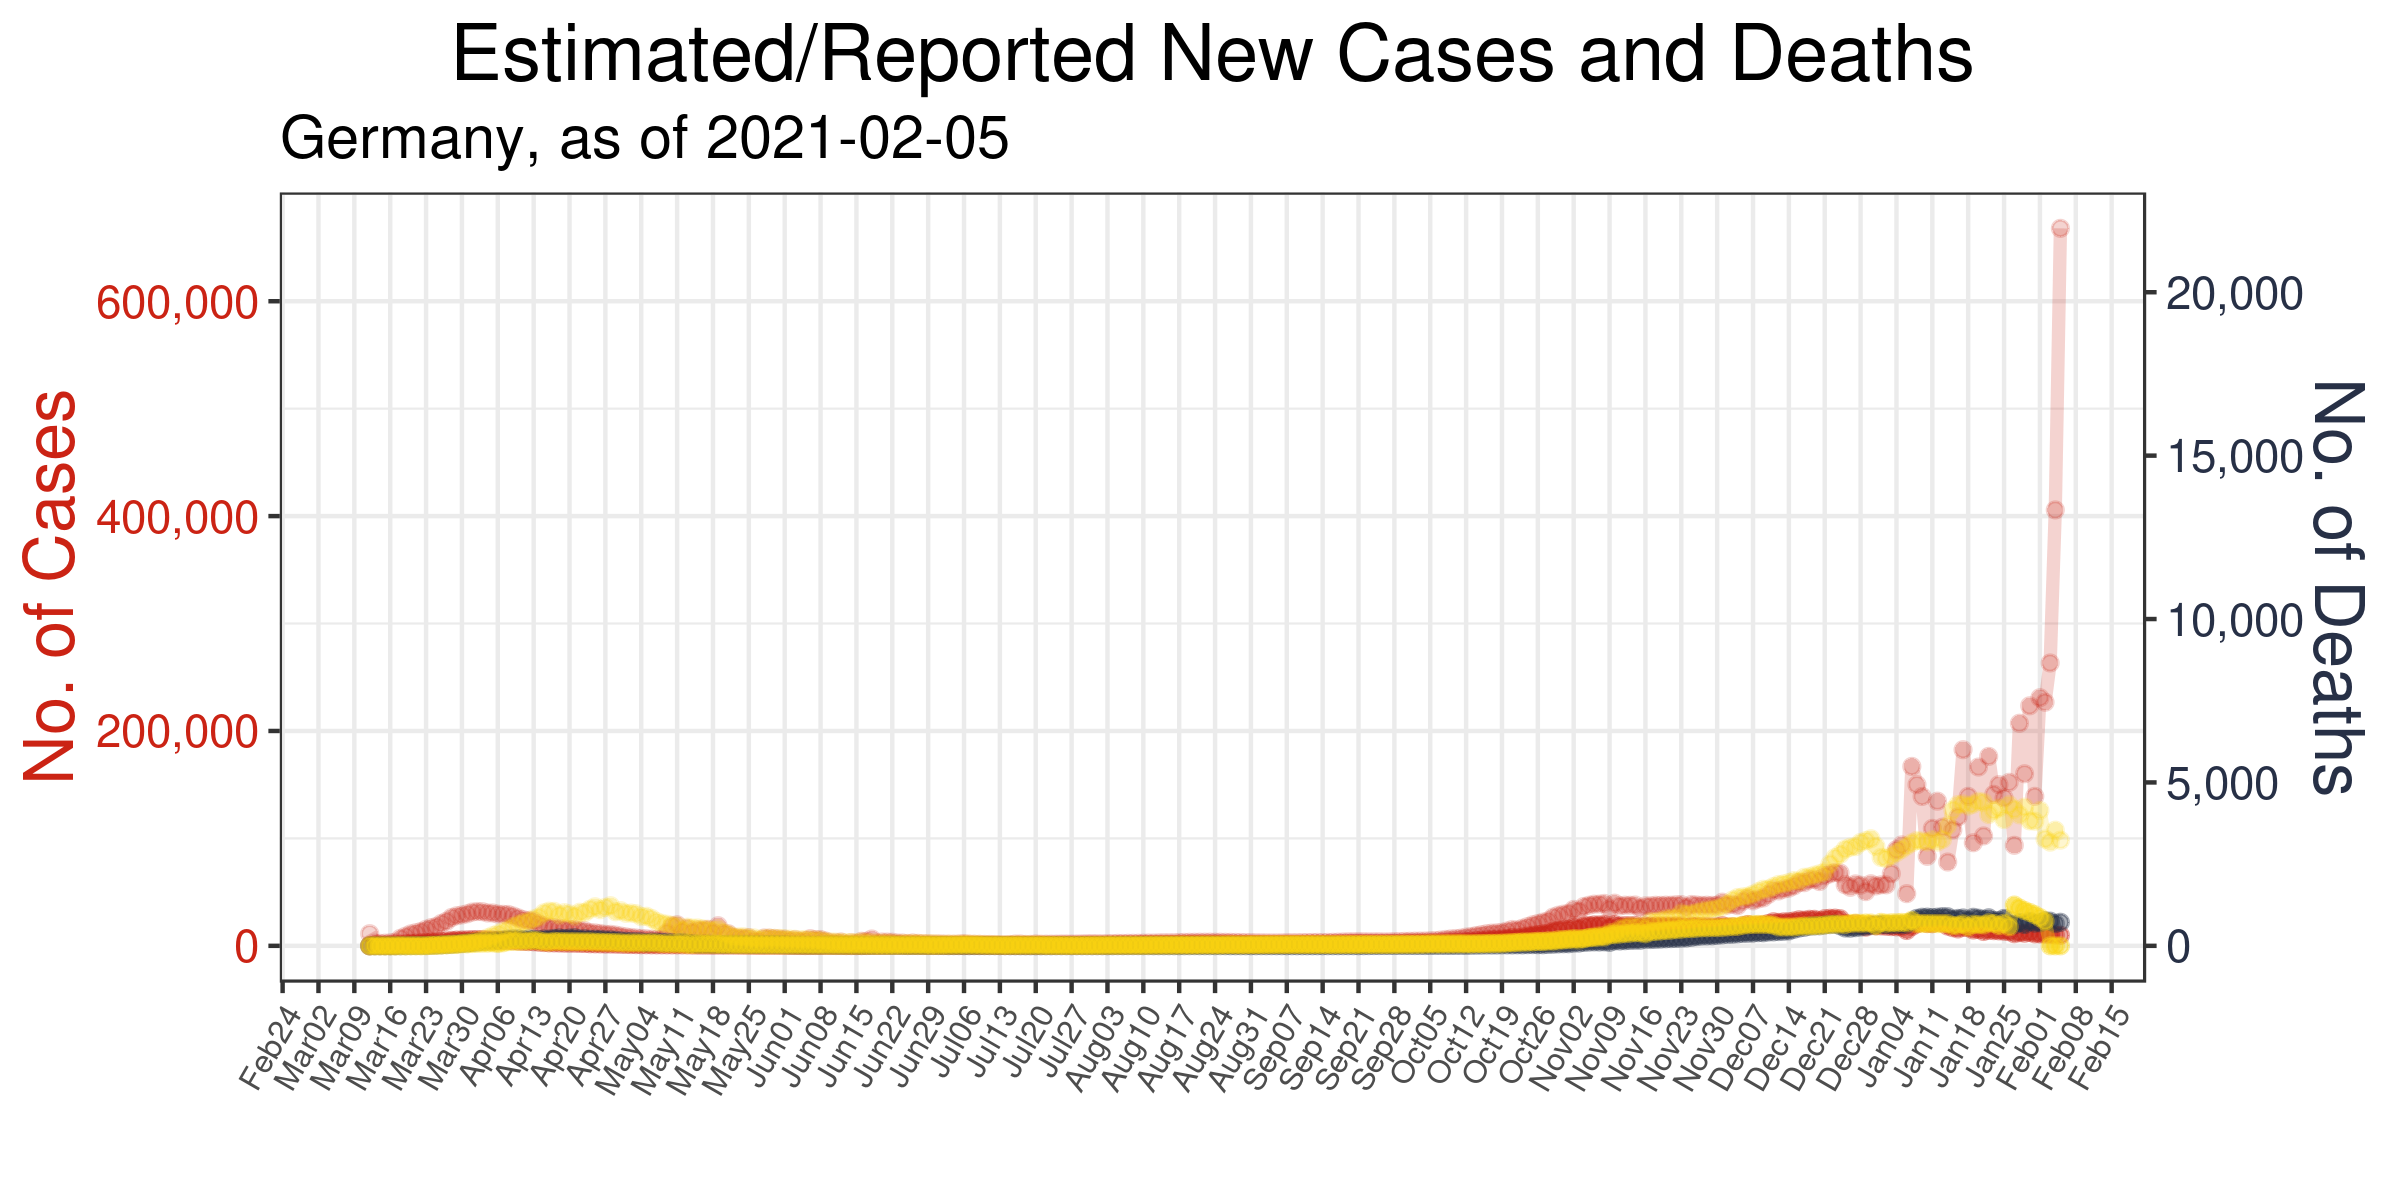 Estimated/Reported New Cases and Deaths
Germany, as of 2021-02-05
No. of Cases
600,000
400,000
200,000
0
20,000
15,000
10,000
5,000
0
No. of Deaths
Feb24 Mar02 Mar09 Mar16 Mar23 Mar30 Apr06 Apr13 Apr20 Apr27 May04 May11 May18 May25 Jun01 Jun08 Jun15 Jun22 Jun29 Jul06 Jul13 Jul20 Jul27 Aug03 Aug10 Aug17 Aug24 Aug31 Sep07 Sep14 Sep21 Sep28 Oct05 Oct12 Oct19 Oct26 Nov02 Nov09 Nov16 Nov23 Nov30 Dec07 Dec14 Dec21 Dec28 Jan04 Jan11 Jan18 Jan25 Feb01 Feb08 Feb15